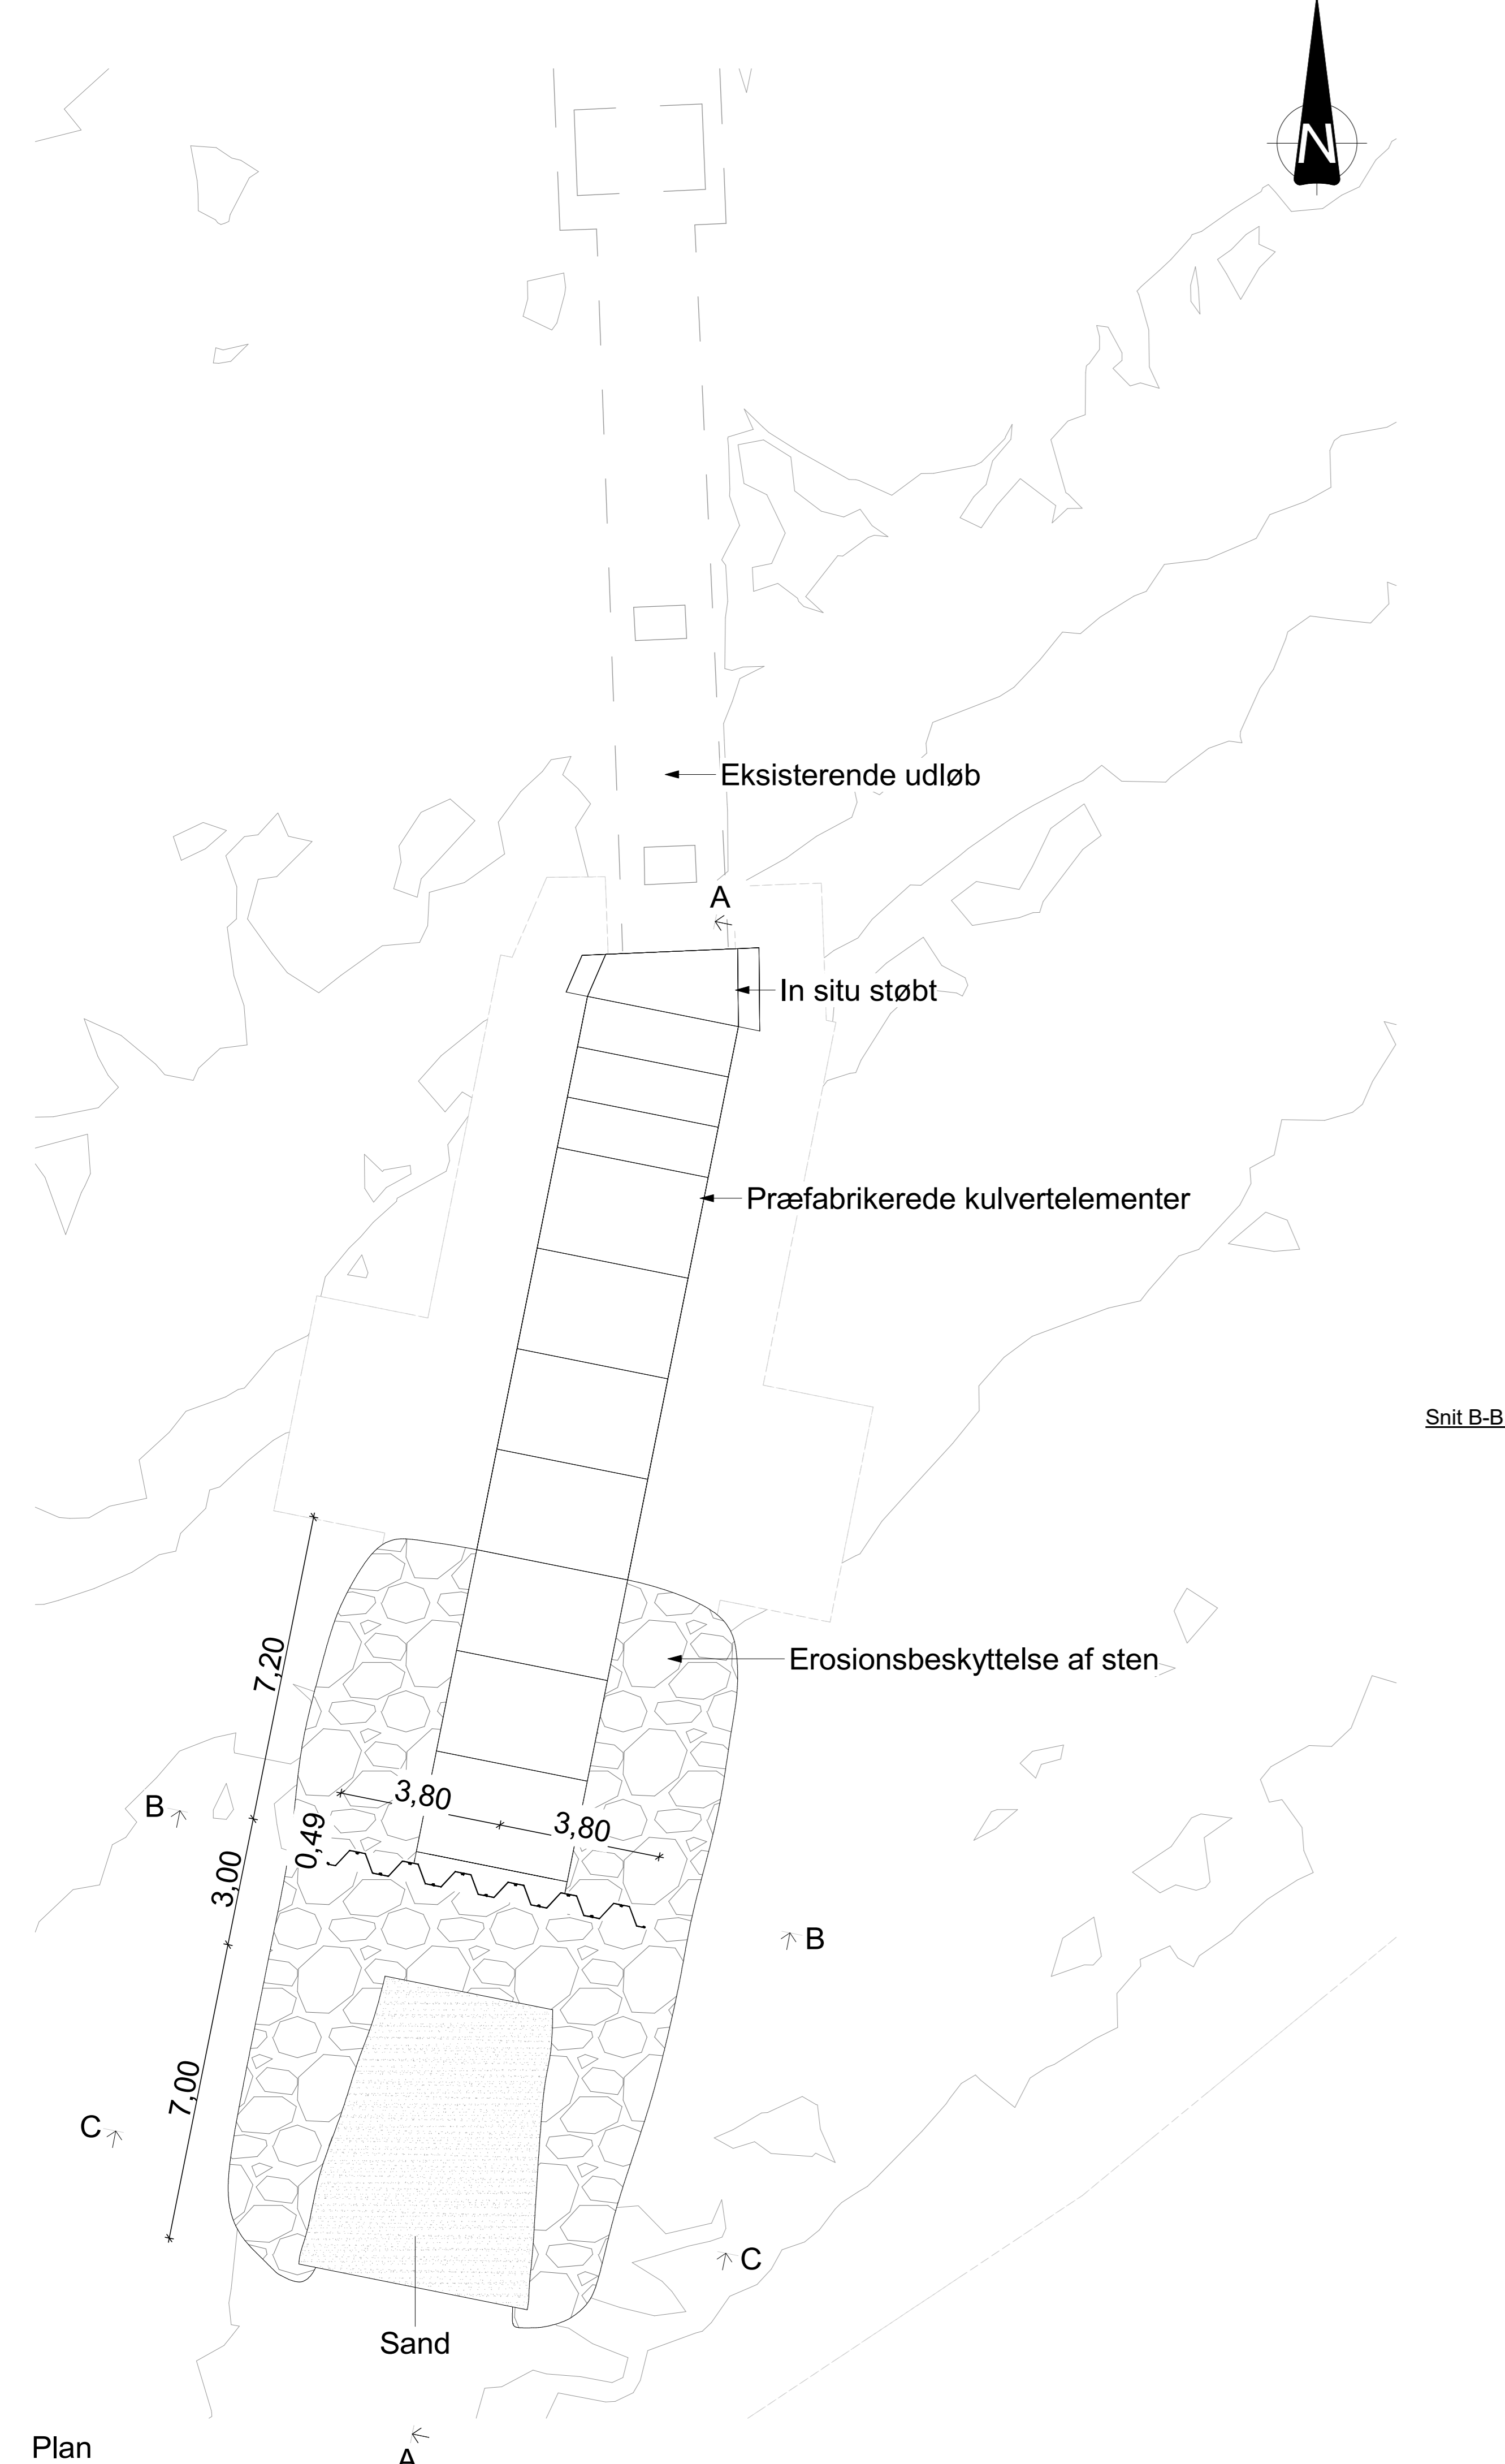 N
Eksisterende udløb
A
In situ støbt
Præfabrikerede kulvertelementer
Snit B-B
7,20
Erosionsbeskyttelse af sten
3,80
3,80
B
0,49
3,00
B
7,00
C
C
Sand
Plan
A